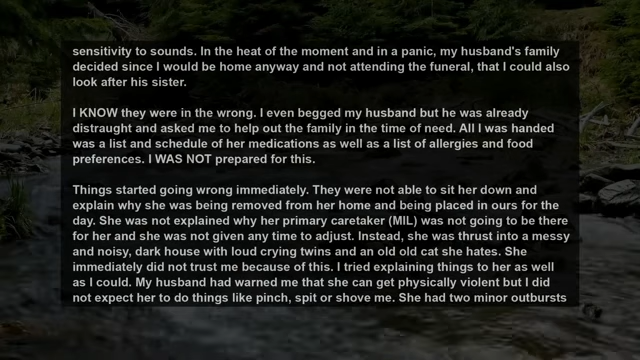 sensitivity to sounds. In the heat of the moment and in a panic, my husband's family
decided since I would be home anyway and not attending the funeral, that I could also
look after his sister.
I KNOW they were in the wrong. I even begged my husband but he was already
distraught and asked me to help out the family in the time of need. All I was handed
was a list and schedule of her medications as well as a list of allergies and food
preferences. I WAS NOT prepared for this.
Things started going wrong immediately. They were not able to sit her down and
explain why she was being removed from her home and being placed in ours for the
day. She was not explained why her primary caretaker (MIL) was not going to be there
for her and she was not given any time to adjust. Instead, she was thrust into a messy
and noisy, dark house with loud crying twins and an old old cat she hates. She
immediately did not trust me because of this. I tried explaining things to her as well
as I could. My husband had warned me that she can get physically violent but I did
not expect her to do things like pinch, spit or shove me. She had two minor outbursts